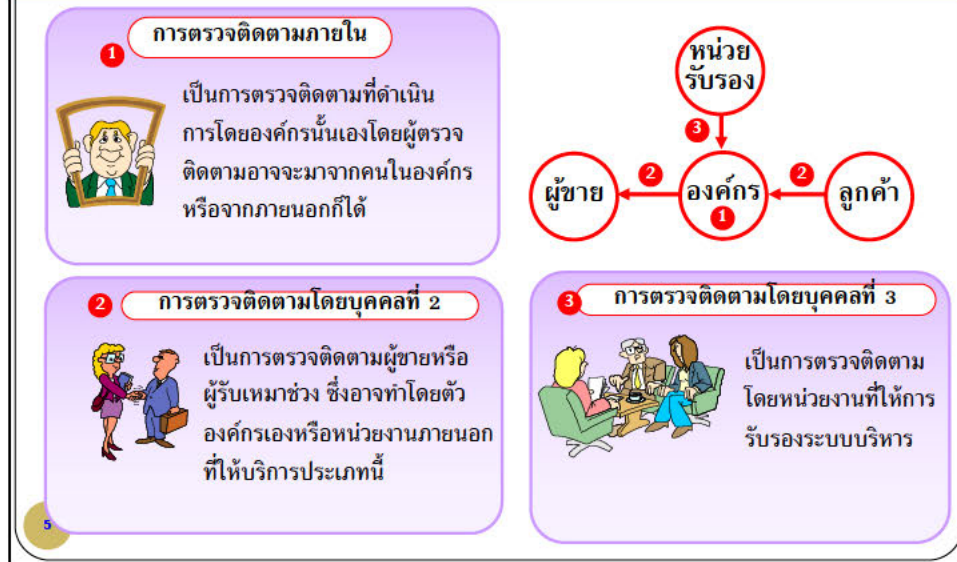 1
การตรวจติดตามภายใน
เป็นการตรวจติดตามที่ดำเนิน
การโดยองค์กรนั้นเองโดยผู้ตรวจ
ติดตามอาจจะมาจากคนในองค์กร
หรือจากภายนอกก็ได้
หน่วย
รับรอง
3
ผู้ขาย
2
องค์กร
1
2
ลูกค้า
2
การตรวจติดตามโดยบุคคลที่ 2
เป็นการตรวจติดตามผู้ขายหรือ
ผู้รับเหมาช่วง ซึ่งอาจทำโดยตัว
องค์กรเองหรือหน่วยงานภายนอก
ที่ให้บริการประเภทนี้
3
การตรวจติดตามโดยบุคคลที่ 3
เป็นการตรวจติดตาม
โดยหน่วยงานที่ให้การ
รับรองระบบบริหาร
5